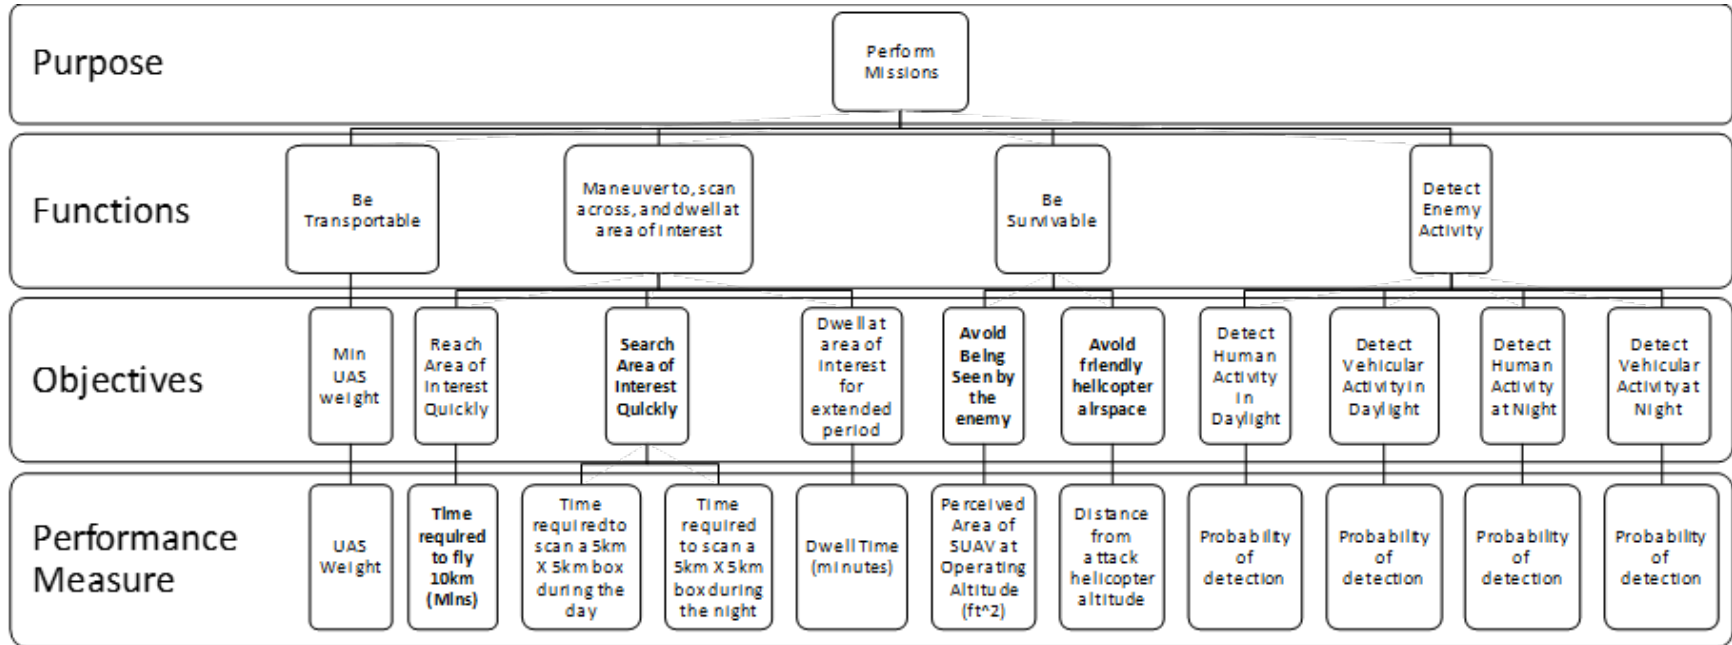 Purpose
Perform
Missions
Functions
Be
Transportable
Maneuver to, scan
across, and dwell at
area of interest
Be
Survivable
Detect
Enemy
Activity
Objectives
Min
UAS
weight
Reach
Area of
Interest
Quickly
Search
Area of
Interest
Quickly
Dwell at
area of
interest
for
extended
period
Avoid
Being
Seen by
the
enemy
Avoid
friendly
helicopter
airspace
Detect
Human
Activity
in
Daylight
Detect
Vehicular
Activity in
Daylight
Detect
Human
Activity
at Night
Detect
Vehicular
Activity at
Night
Performance
Measure
UAS
Weight
Time
required
to fly
10km
(Mins)
Time
required to
scan a 5km
X 5km box
during the
day
Time
required
to scan a
5km X 5km
box during
the night
Dwell Time
(minutes)
Perceived
Area of
SUAV at
Operating
Altitude
(ft^2)
Distance
from
attack
helicopter
altitude
Probability
of
detection
Probability
of
detection
Probability
of
detection
Probability
of
detection